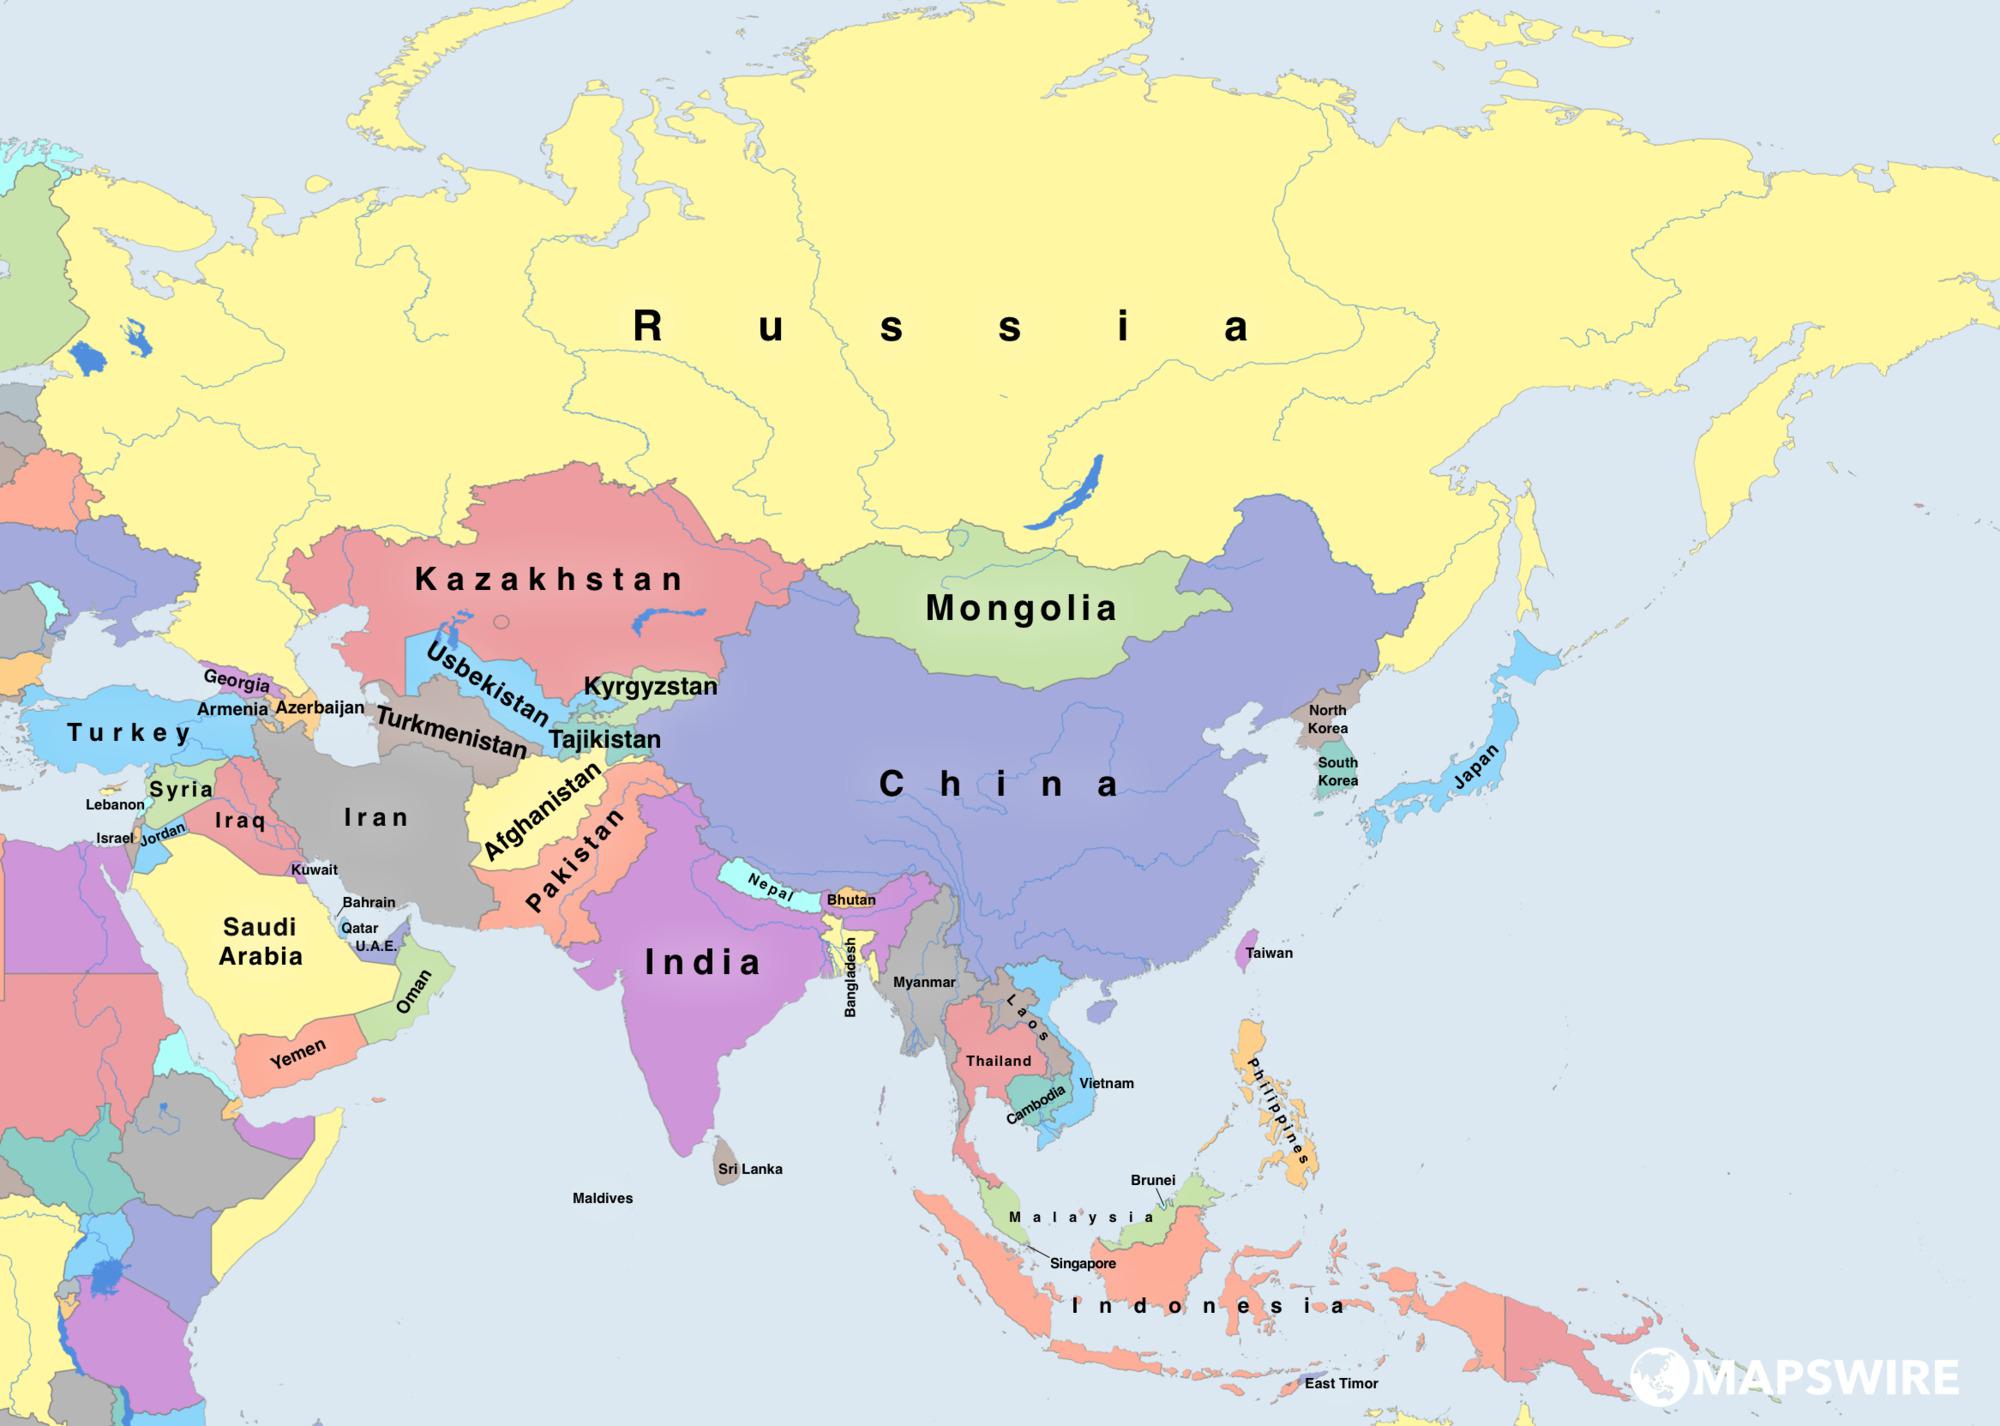 Russia
Kazakhstan
Mongolia
Usbekistan
Kyrgyzstan
Georgia
Armenia
Azerbaijan
Turkmenistan
Tajikistan
Turkey
North
Korea
South
Korea
Japan
China
Syria
Lebanon
Iraq
Iran
Afghanistan
Israel
Jordan
Pakistan
Kuwait
Nepal
Bhutan
Bahrain
Qatar
U.A.E.
Saudi
Arabia
India
Bangladesh
Taiwan
Oman
Myanmar
Laos
Yemen
Thailand
Vietnam
Cambodia
Philippines
Sri Lanka
Maldives
Brunei
Malaysia
Singapore
Indonesia
East Timor
MAPSWIRE